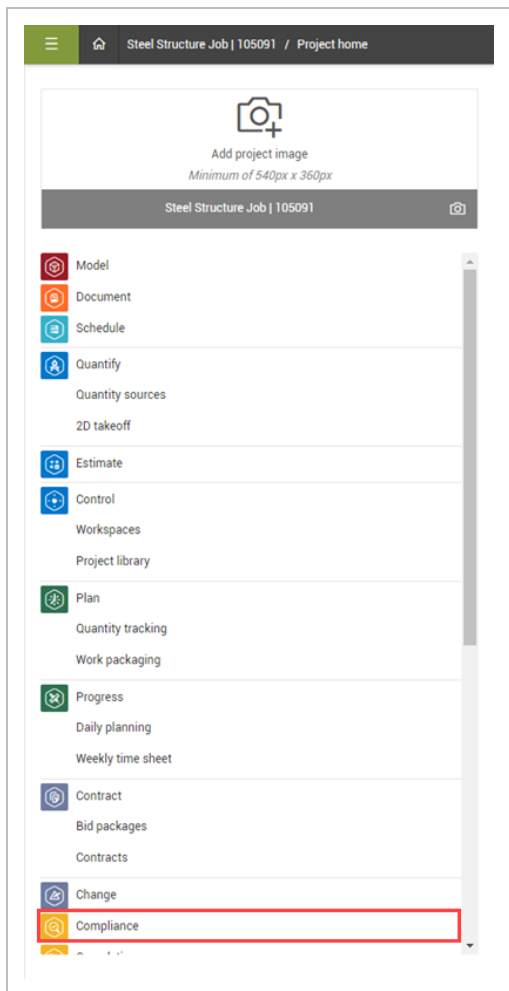 Steel Structure Job | 105091 / Project home
Add project image
Minimum of 540px x 360px
Steel Structure Job | 105091
Model
Document
Schedule
Quantify
Quantity sources
2D takeoff
Estimate
Control
Workspaces
Project library
Plan
Quantity tracking
Work packaging
Progress
Daily planning
Weekly time sheet
Contract
Bid packages
Contracts
Change
Compliance